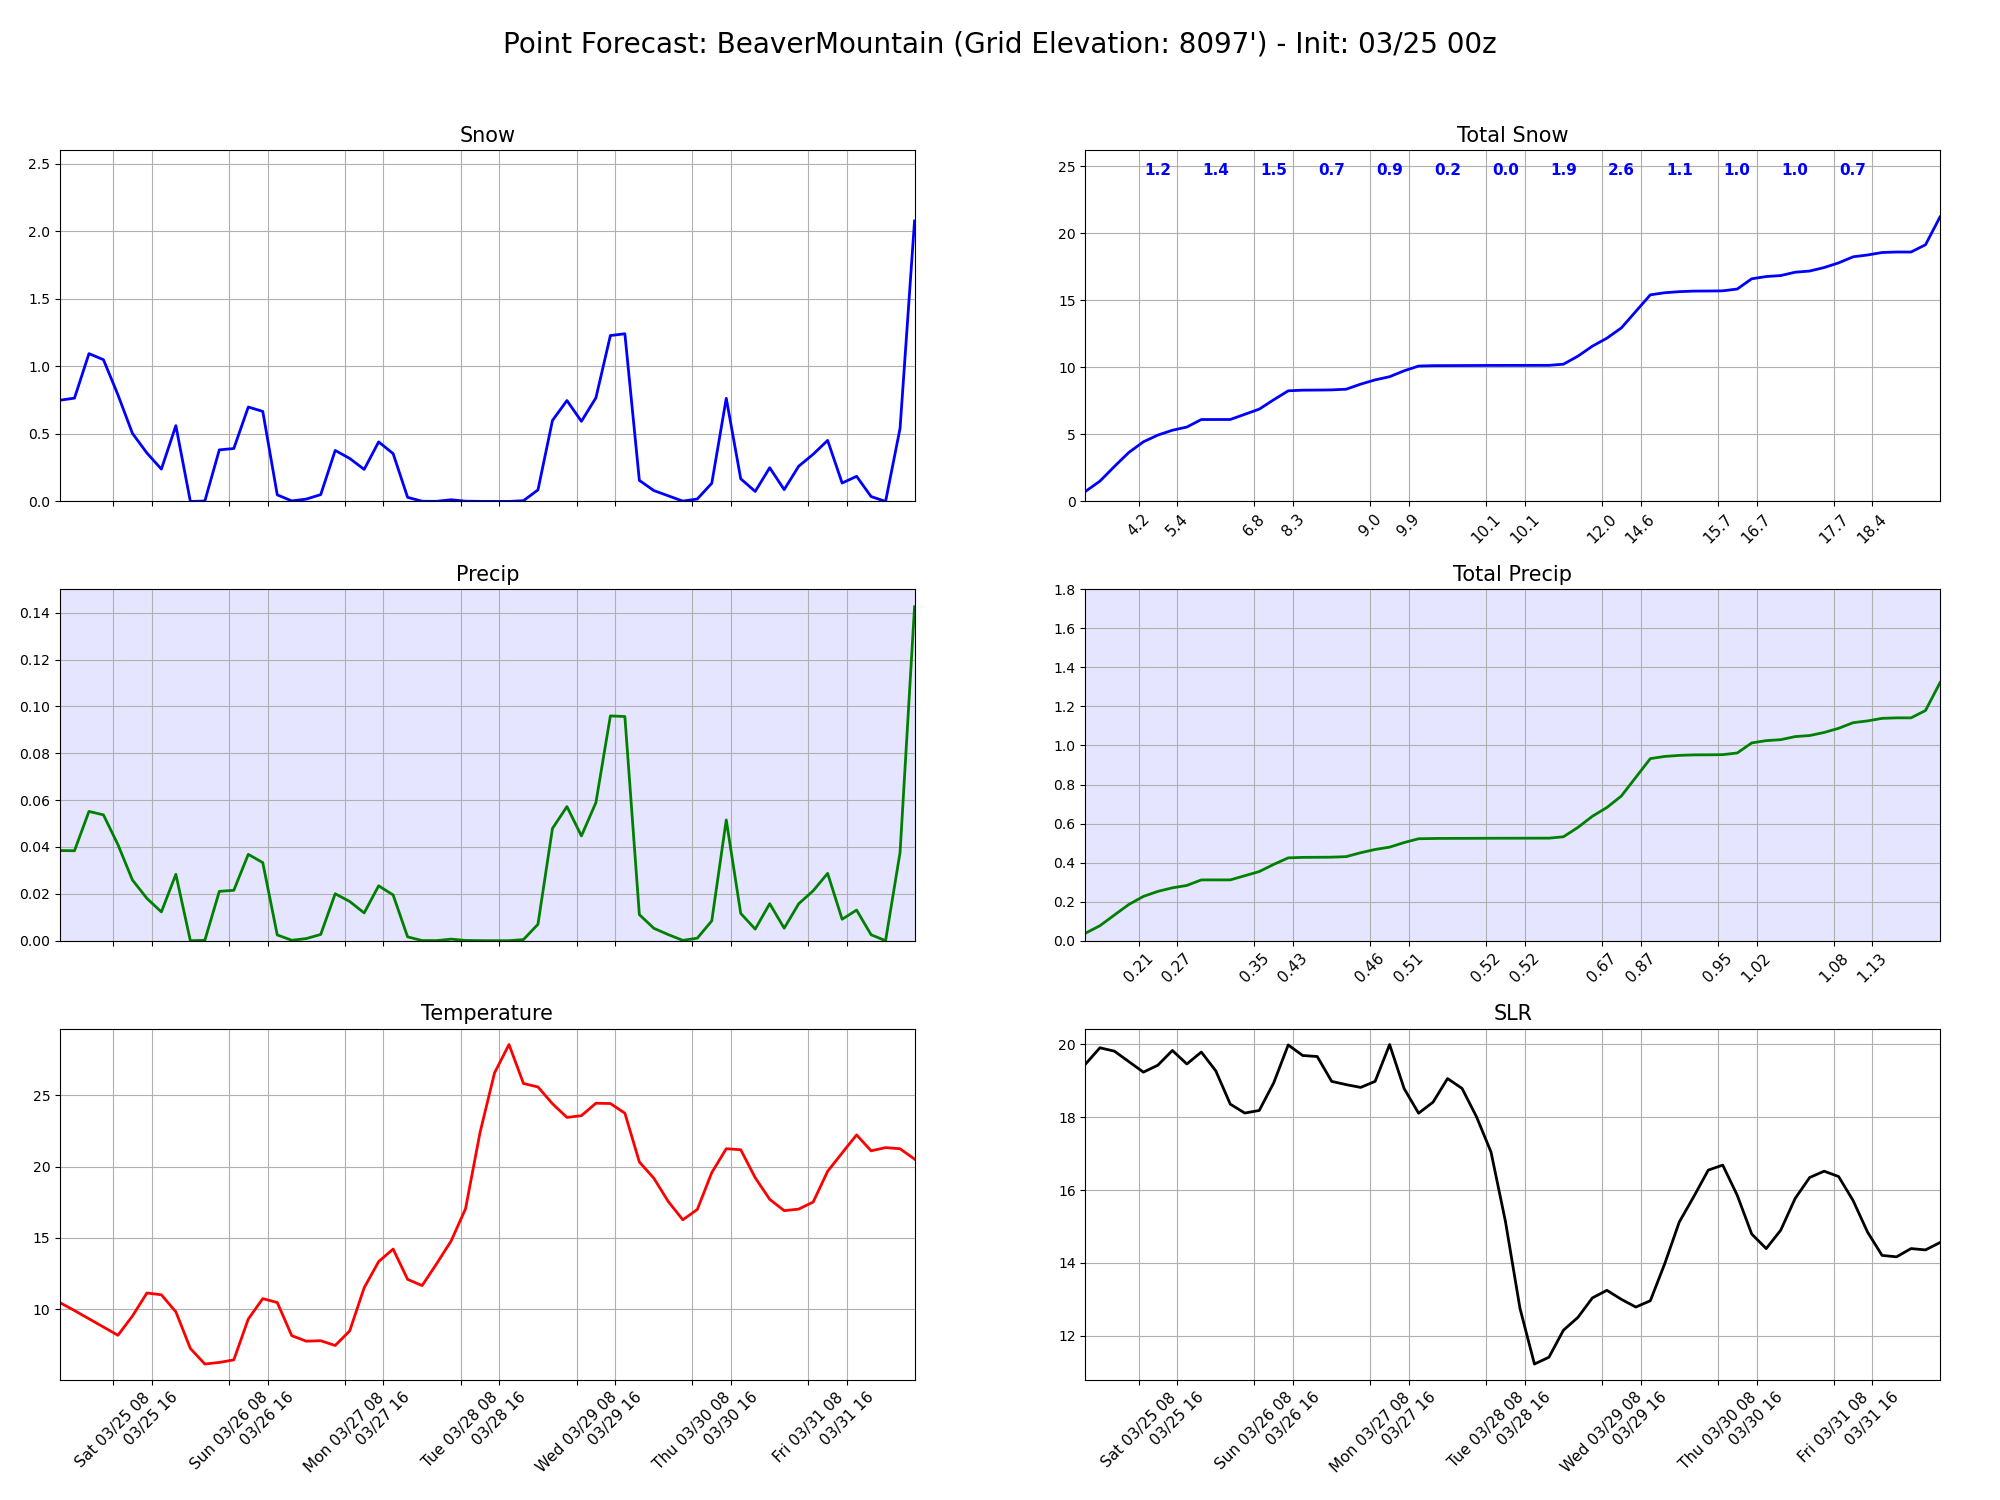 Point Forecast: BeaverMountain (Grid Elevation: 8097') - Init: 03/25 00z
Snow
2.5
2.0
1.5
1.0
0.5
0.0
Total Snow
1.2 1.4 1.5 0.7 0.9 0.2 0.0 1.9 2.6 1.1 1.0 1.0 0.7
25
20
15
10
5
0
4.2 5.4 6.8 8.3 9.0 9.9 10.1 10.1 12.0 14.6 15.7 16.7 17.7 18.4
Precip
0.14
0.12
0.10
0.08
0.06
0.04
0.02
0.00
Total Precip
1.8
1.6
1.4
1.2
1.0
0.8
0.6
0.4
0.2
0.0
0.21 0.27 0.35 0.43 0.46 0.51 0.52 0.52 0.67 0.87 0.95 1.02 1.08 1.13
Temperature
25
20
15
10
Sat 03/25 08
03/25 16
Sun 03/26 08
03/26 16
Mon 03/27 08
03/27 16
Tue 03/28 08
03/28 16
Wed 03/29 08
03/29 16
Thu 03/30 08
03/30 16
Fri 03/31 08
03/31 16
SLR
20
18
16
14
12
Sat 03/25 08
03/25 16
Sun 03/26 08
03/26 16
Mon 03/27 08
03/27 16
Tue 03/28 08
03/28 16
Wed 03/29 08
03/29 16
Thu 03/30 08
03/30 16
Fri 03/31 08
03/31 16